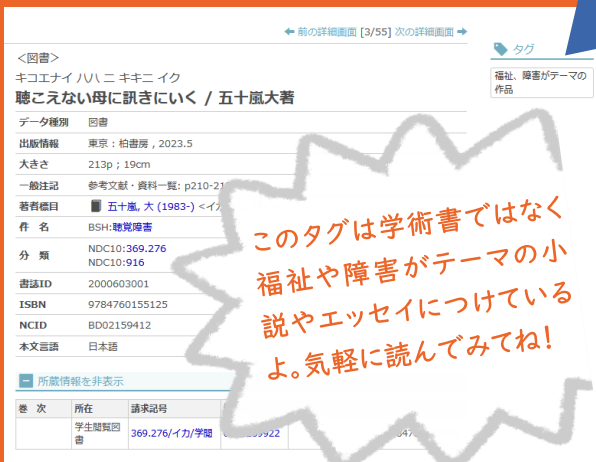 前の詳細画面 [3/55] 次の詳細画面
タグ
福祉、障害がテーマの
作品
＜図書＞
キコエナイ ハハ ニ キキニ イク
聴こえない母に訊きにいく / 五十嵐大著
データ種別 図書
出版情報 東京 : 柏書房 , 2023.5
大きさ 213p ; 19cm
一般注記 参考文献・資料一覧: p210-21
著者標目 五十嵐, 大 (1983-) <イカ
件 名 BSH:聴覚障害
分 類 NDC10:369.276
NDC10:916
書誌ID 2000603001
ISBN 9784760155125
NCID BD02159412
本文言語 日本語
このタグは学術書ではなく
福祉や障害がテーマの小
説やエッセイにつけている
よ。気軽に読んでみてね!
所蔵情報を非表示
巻 次 所在 請求記号
学生閲覧図
書
369.276/イカ/学閲